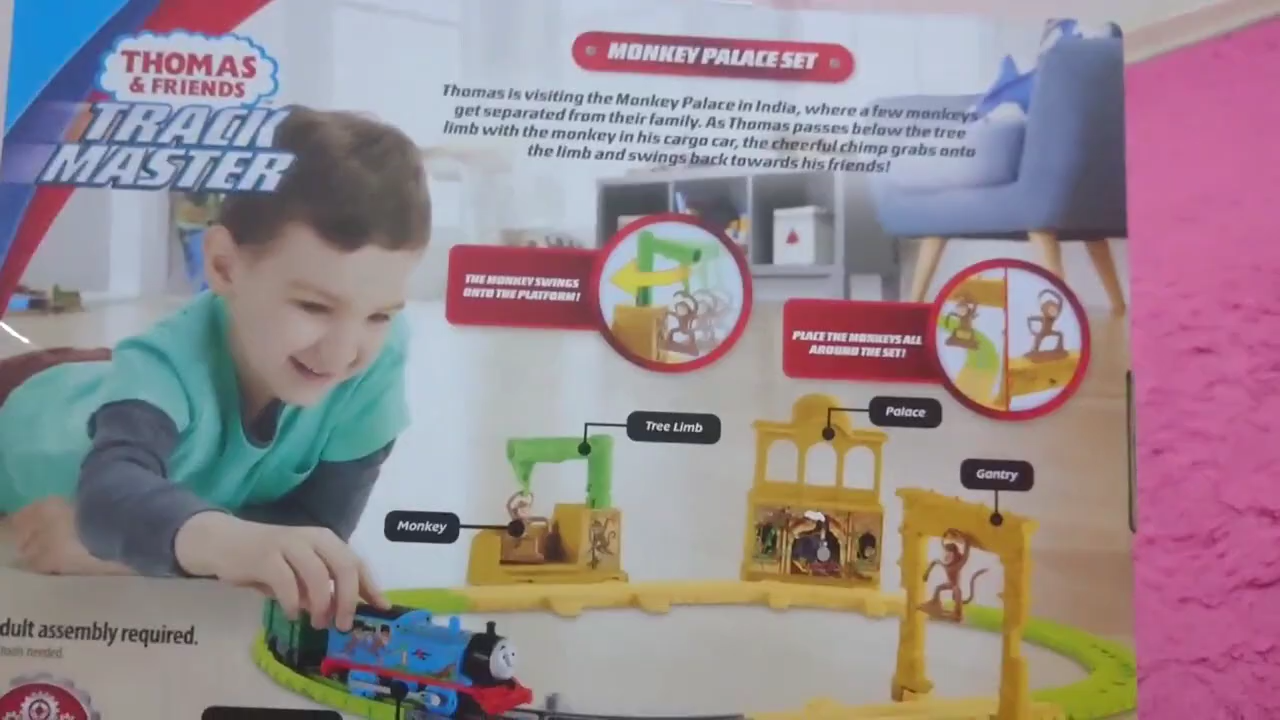 THOMAS
& FRIENDS
TRACK
MASTER
MONKEY PALACE SET
Thomas is visiting the Monkey Palace in India, where a few monkeys
get separated from their family. As Thomas passes below the tree
limb with the monkey in his cargo car, the cheerful chimp grabs onto
the limb and swings back towards his friends!
THE MONKEY SWINGS
ONTO THE PLATFORM!
PLACE THE MONKEYS ALL
AROUND THE SET!
Palace
Tree Limb
Gantry
Monkey
dult assembly required.
needed.